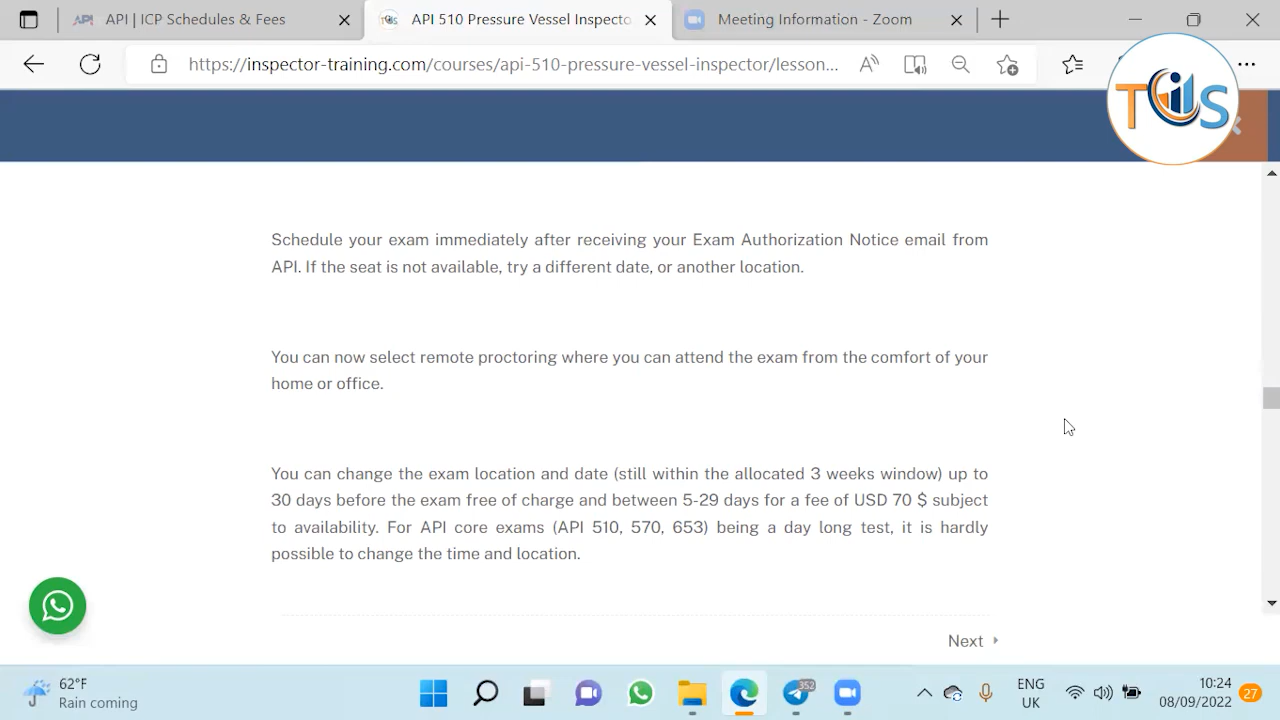 API | ICP Schedules & Fees
API 510 Pressure Vessel Inspecto
Meeting Information - Zoom
https://inspector-training.com/courses/api-510-pressure-vessel-inspector/lesson...
TIIS
Schedule your exam immediately after receiving your Exam Authorization Notice email from
API. If the seat is not available, try a different date, or another location.
You can now select remote proctoring where you can attend the exam from the comfort of your
home or office.
You can change the exam location and date (still within the allocated 3 weeks window) up to
30 days before the exam free of charge and between 5-29 days for a fee of USD 70 $ subject
to availability. For API core exams (API 510, 570, 653) being a day long test, it is hardly
possible to change the time and location.
Next
62°F
Rain coming
352
ENG
UK
10:24
08/09/2022
27